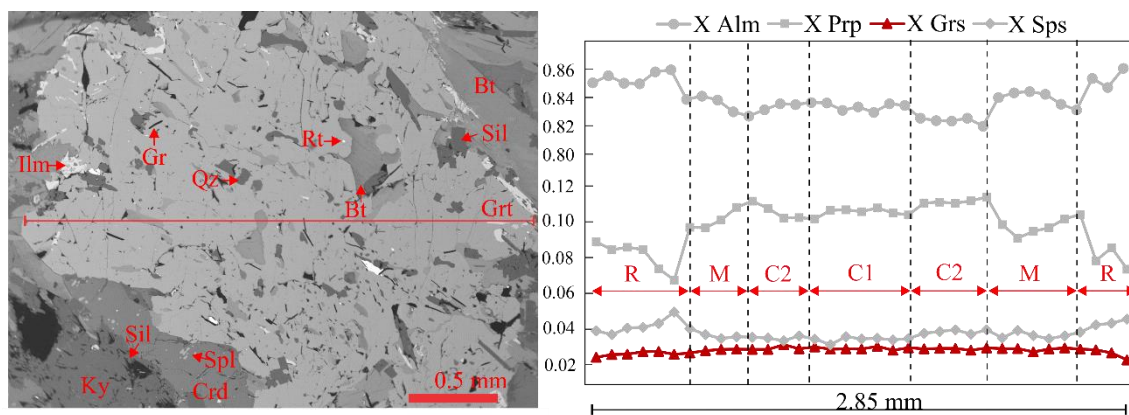 Bt
Sil
Rt
Gr
Ilm
Qz
Bt
Grt
Sil
Spl
Ky
Crd
0.5 mm
X Alm X Prp X Grs X Sps
0.86
0.84
0.82
0.80
0.12
0.10
0.08
0.06
0.04
0.02
R M C2 C1 C2 M R
2.85 mm